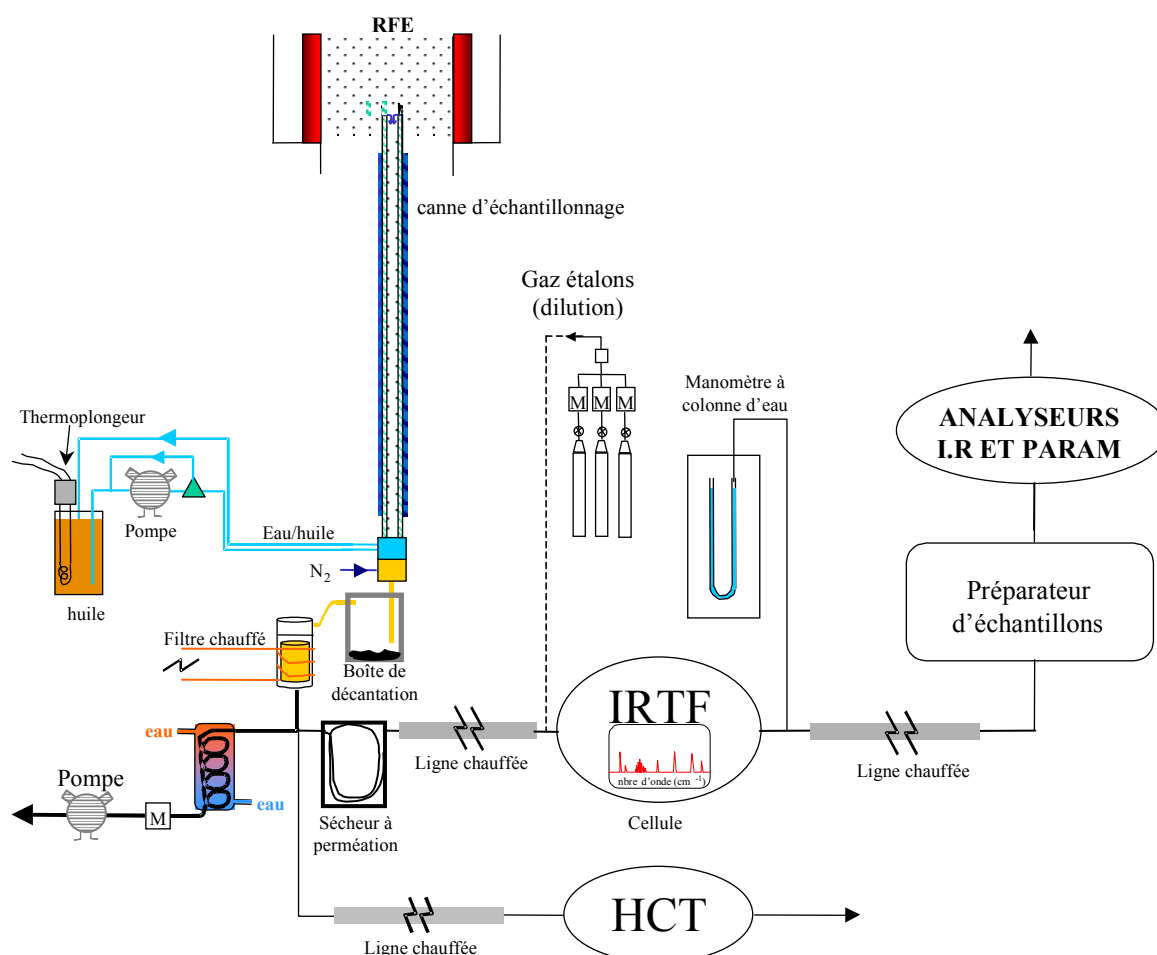 RFE
canne d'échantillonnage
Gaz étalons
(dilution)
Manomètre à
colonne d'eau
M
M
M
ANALYSEURS
I.R ET PARAM
Thermoplongeur
Pompe
Eau/huile
N2
huile
Préparateur
d'échantillons
Filtre chauffé
Boîte de
décantation
IRTF
nbre d'onde (cm -1)
Cellule
eau
eau
Ligne chauffée
Ligne chauffée
Pompe
M
Sécheur à
perméation
HCT
Ligne chauffée